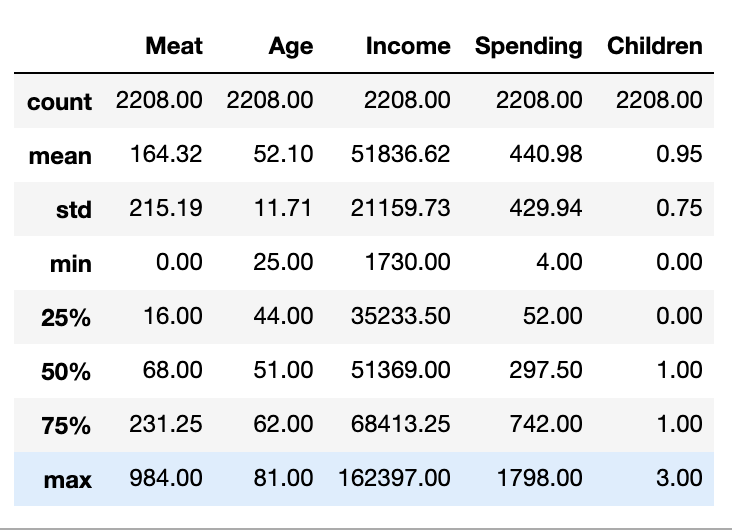 Meat Age Income Spending Children
count 2208.00 2208.00 2208.00 2208.00 2208.00
mean 164.32 52.10 51836.62 440.98 0.95
std 215.19 11.71 21159.73 429.94 0.75
min 0.00 25.00 1730.00 4.00 0.00
25% 16.00 44.00 35233.50 52.00 0.00
50% 68.00 51.00 51369.00 297.50 1.00
75% 231.25 62.00 68413.25 742.00 1.00
max 984.00 81.00 162397.00 1798.00 3.00